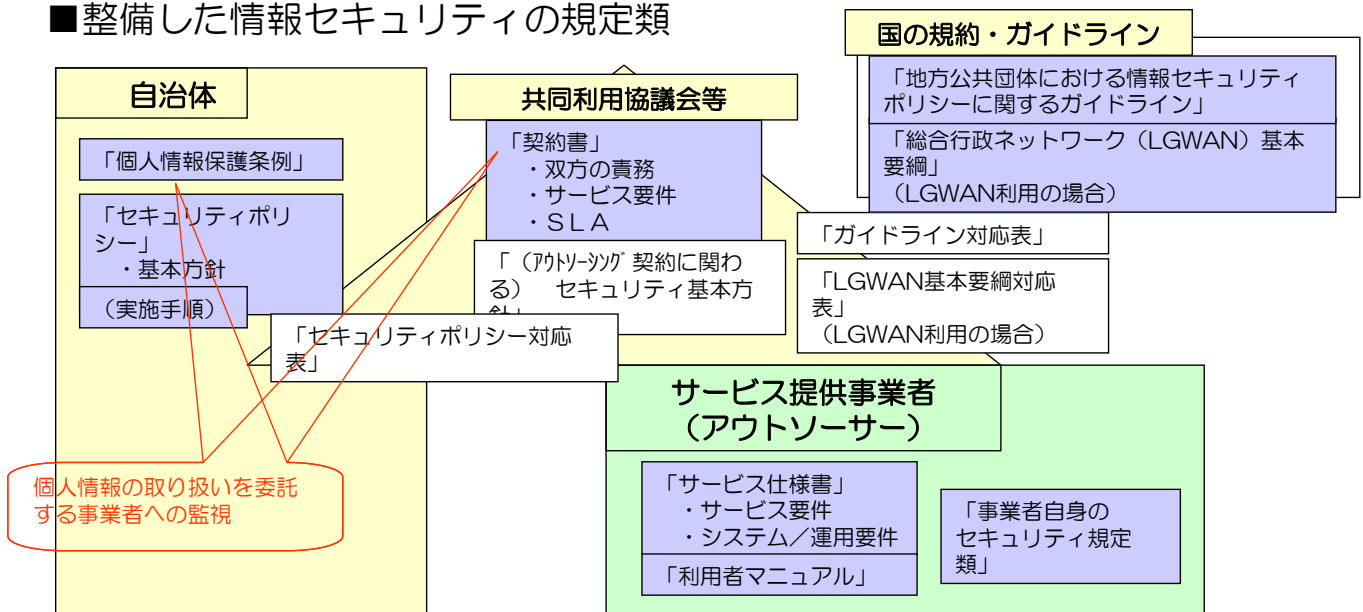 ■整備した情報セキュリティの規定類
国の規約・ガイドライン
「地方公共団体における情報セキュリティ
ポリシーに関するガイドライン」
「総合行政ネットワーク（LGWAN）基本
要綱」
（LGWAN利用の場合）
自治体
「個人情報保護条例」
「セキュリティポリ
シー」
・基本方針
（実施手順）
共同利用協議会等
「契約書」
・双方の責務
・サービス要件
・ＳＬＡ
「（ｱｳﾄｿｰｼﾝｸﾞ契約に関わ
る）　セキュリティ基本方
針」
「ガイドライン対応表」
「LGWAN基本要綱対応
表」
（LGWAN利用の場合）
「セキュリティポリシー対応
表」
サービス提供事業者
（アウトソーサー）
「サービス仕様書」
・サービス要件
・システム／運用要件
「利用者マニュアル」
「事業者自身の
セキュリティ規定
類」
個人情報の取り扱いを委託
する事業者への監視